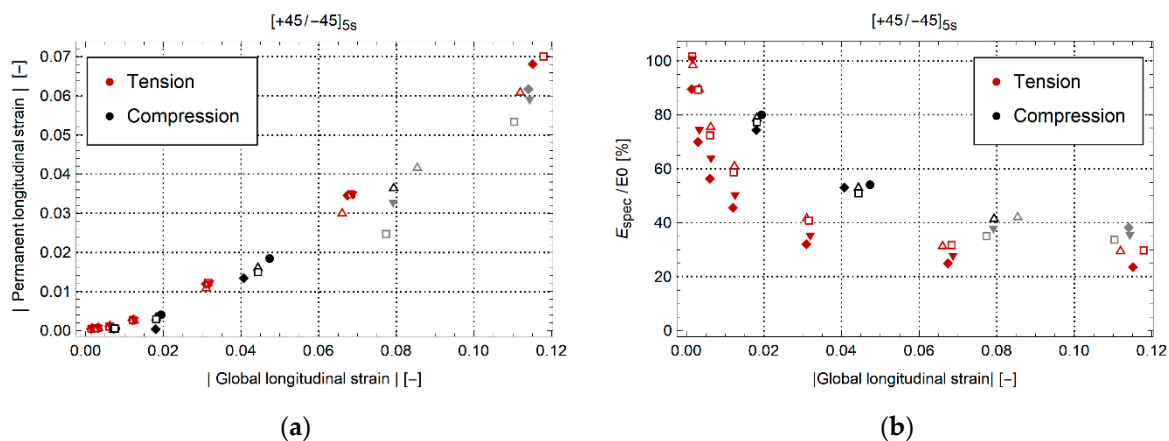 [+45/-45]5s
| Permanent longitudinal strain | [-]
0.07
0.06
0.05
0.04
0.03
0.02
0.01
0.00
Tension
Compression
0.00 0.02 0.04 0.06 0.08 0.10 0.12
| Global longitudinal strain | [-]
(a)
[+45/-45]5s
Espec / E0 [%]
100
80
60
40
20
0
Tension
Compression
0.00 0.02 0.04 0.06 0.08 0.10 0.12
|Global longitudinal strain| [-]
(b)